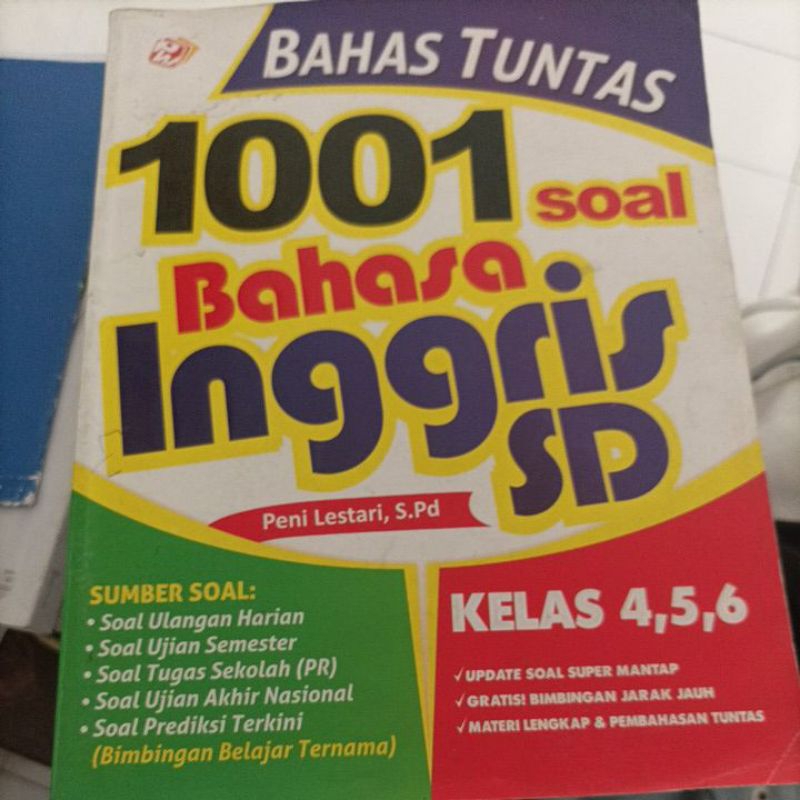 BAHAS TUNTAS
1001 soal
Bahasa
Inggris
SD
Peni Lestari, S.Pd
SUMBER SOAL:
• Soal Ulangan Harian
• Soal Ujian Semester
• Soal Tugas Sekolah (PR)
• Soal Ujian Akhir Nasional
• Soal Prediksi Terkini
(Bimbingan Belajar Ternama)
KELAS 4,5,6
√ UPDATE SOAL SUPER MANTAP
√ GRATIS! BIMBINGAN JARAK JAUH
√ MATERI LENGKAP & PEMBAHASAN TUNTAS